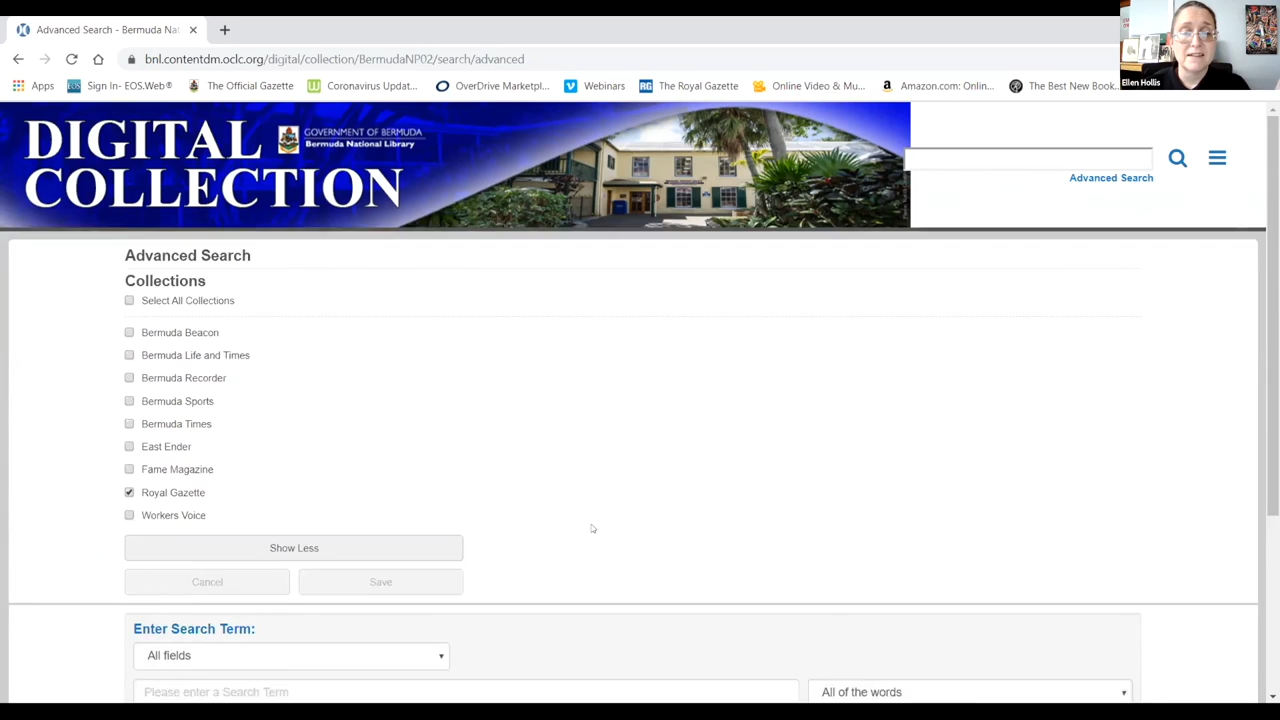 Advanced Search - Bermuda Nat
bnl.contentdm.oclc.org/digital/collection/BermudaNP02/search/advanced
Apps Sign In- EOS.Web® The Official Gazette Coronavirus Updat... OverDrive Marketpl... Webinars The Royal Gazette Online Video & Mu... Amazon.com: Onlin... The Best New Book...
Ellen Hollis
DIGITAL
COLLECTION
GOVERNMENT OF BERMUDA
Bermuda National Library
Advanced Search
Advanced Search
Collections
Select All Collections
Bermuda Beacon
Bermuda Life and Times
Bermuda Recorder
Bermuda Sports
Bermuda Times
East Ender
Fame Magazine
Royal Gazette
Workers Voice
Show Less
Cancel Save
Enter Search Term:
All fields
Please enter a Search Term All of the words